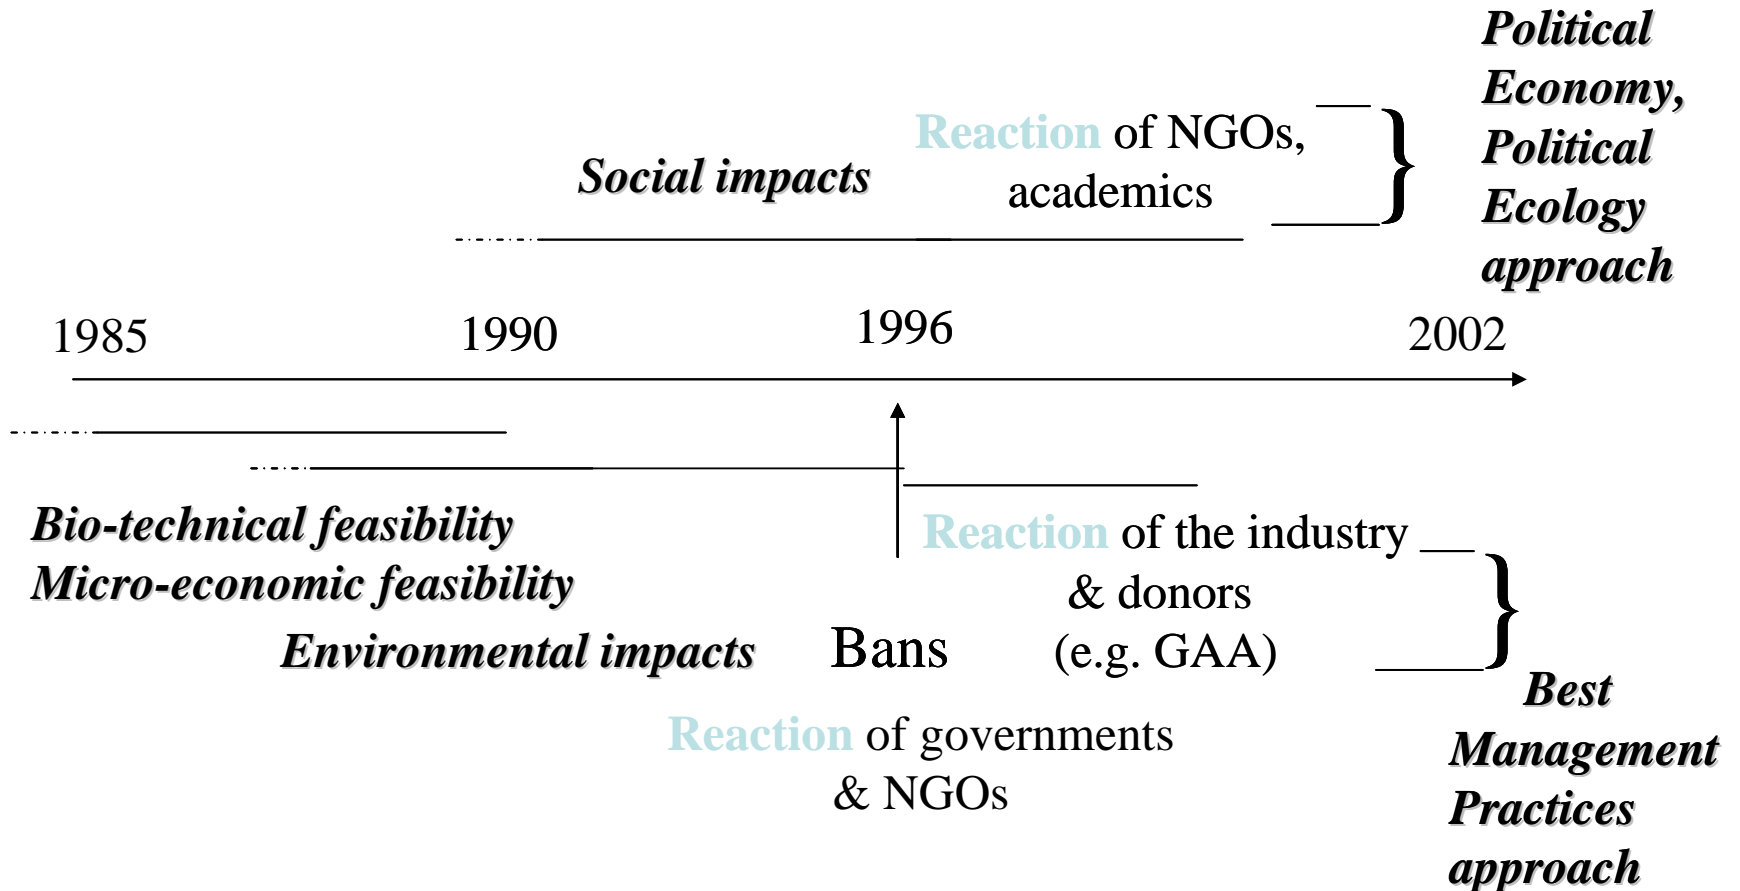 Political
Economy,
Political
Ecology
approach
Reaction of NGOs,
academics
Social impacts
1985
1990
1996
2002
Bio-technical feasibility
Micro-economic feasibility
Environmental impacts
Bans
Reaction of the industry
& donors
(e.g. GAA)
Reaction of governments
& NGOs
Best
Management
Practices
approach